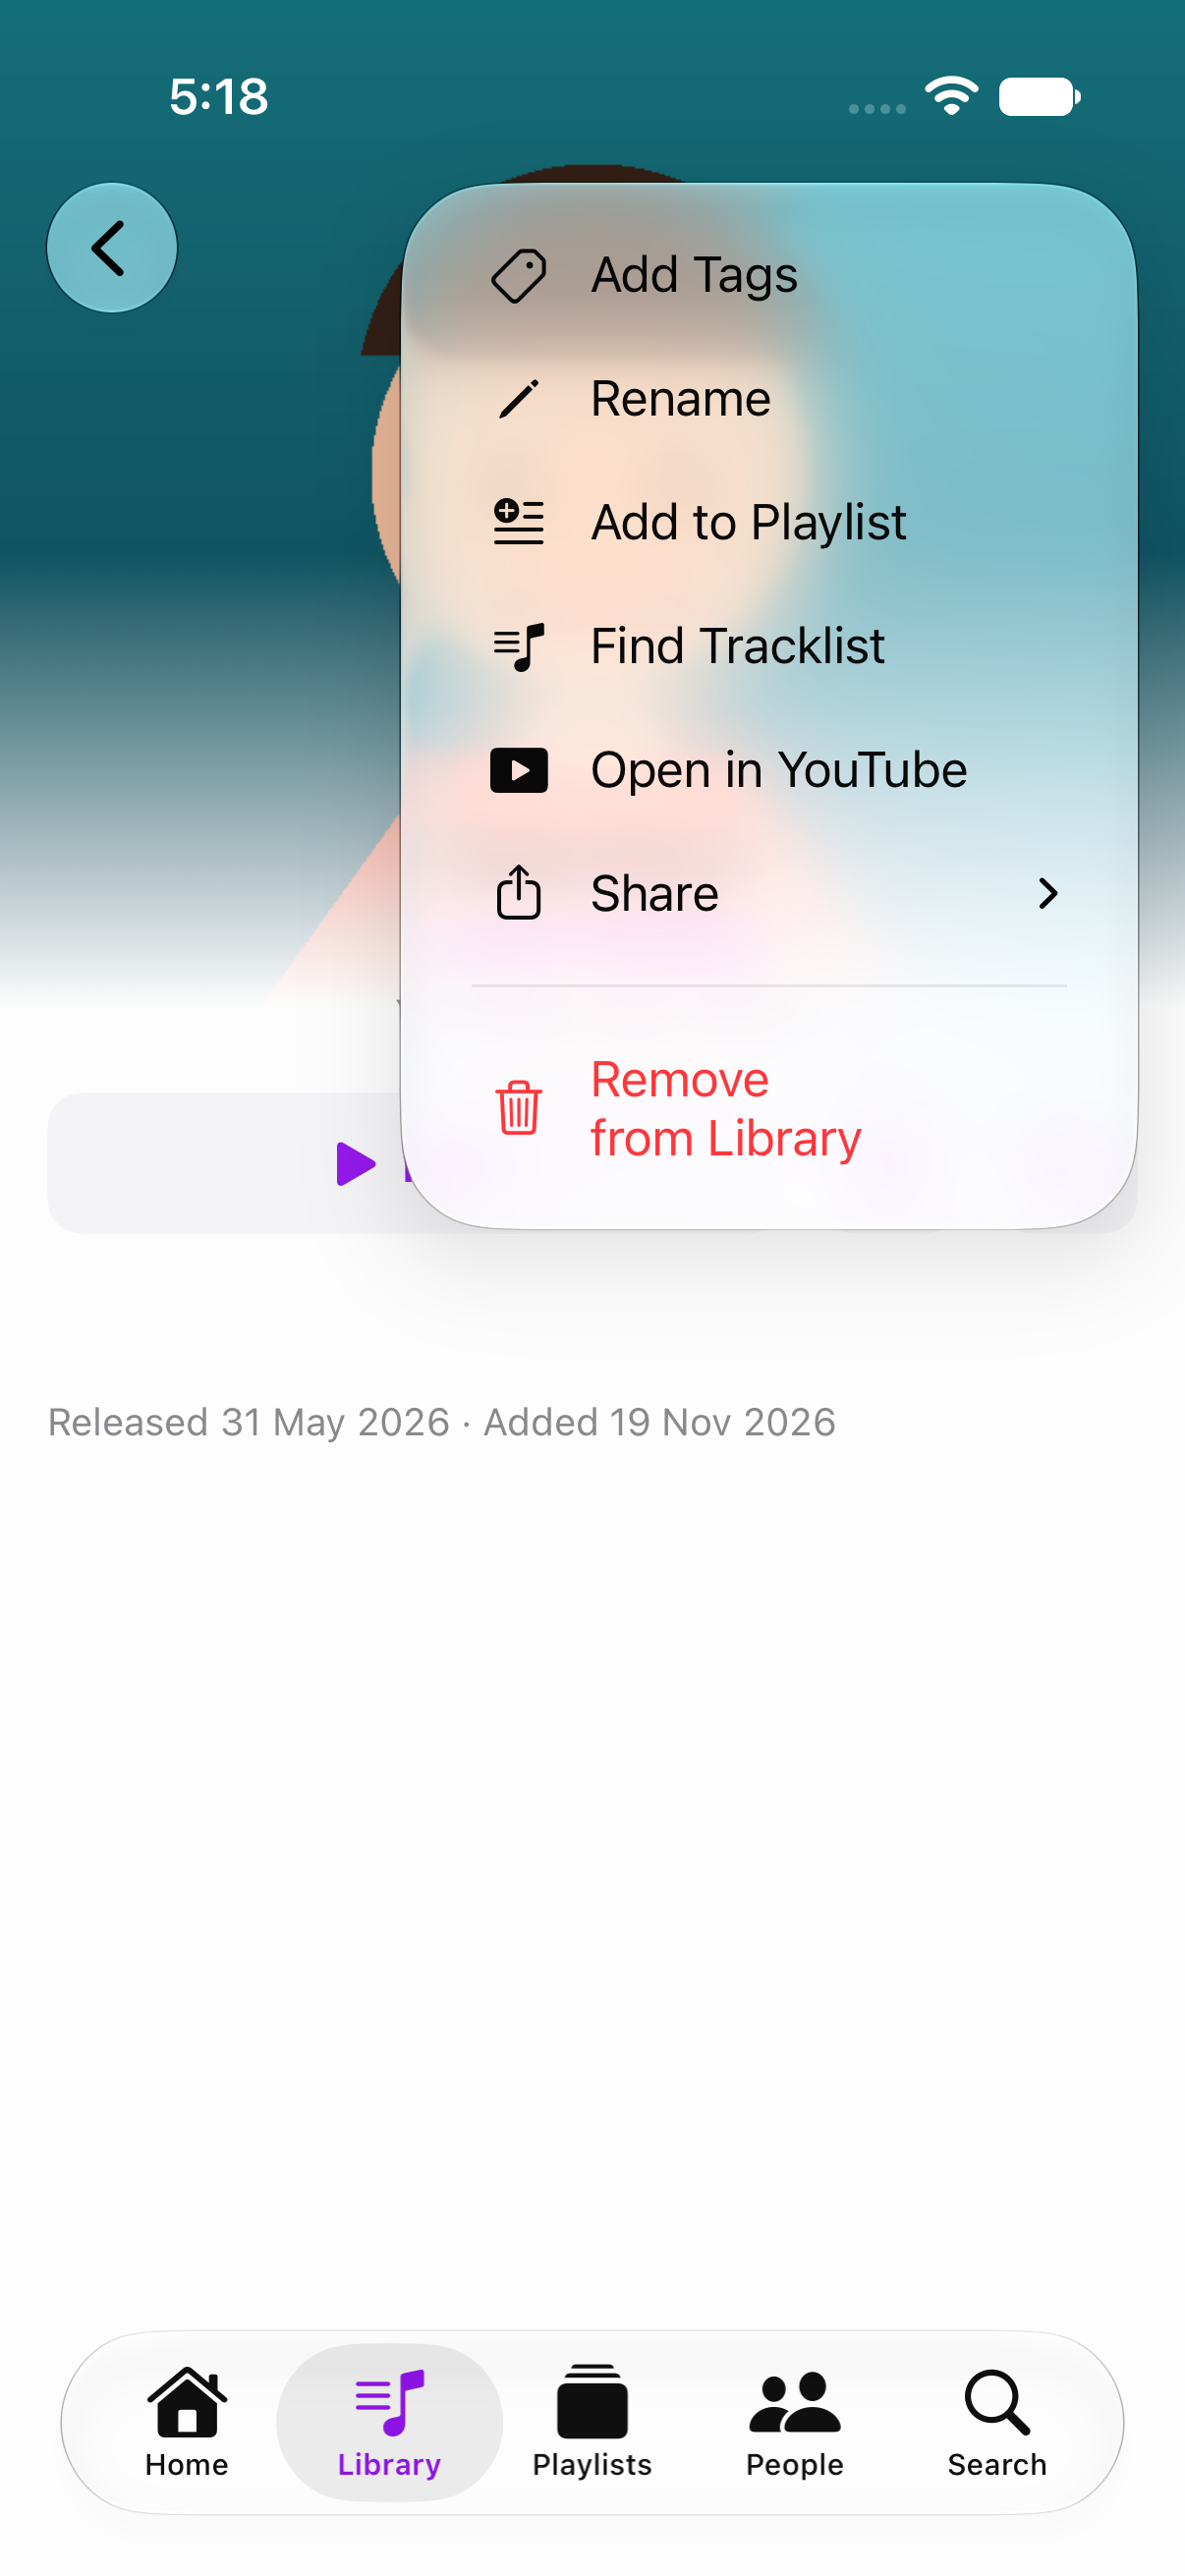 5:18
Add Tags
Rename
Add to Playlist
Find Tracklist
Open in YouTube
Share
Remove
from Library
Released 31 May 2026 · Added 19 Nov 2026
Home
Library
Playlists
People
Search